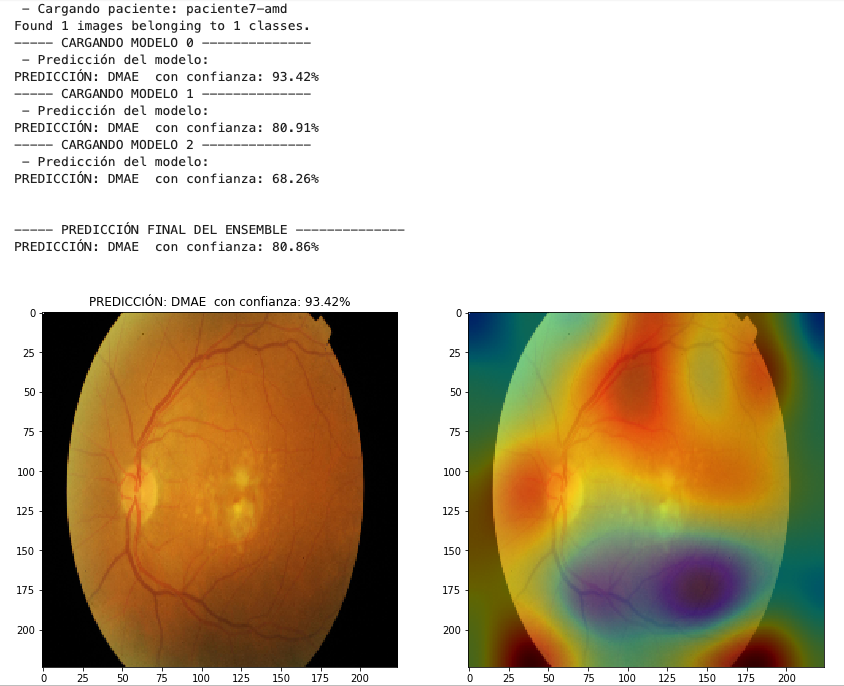 - Cargando paciente: paciente7-amd
Found 1 images belonging to 1 classes.
----- CARGANDO MODELO 0 --------------
- Predicción del modelo:
PREDICCIÓN: DMAE  con confianza: 93.42%
----- CARGANDO MODELO 1 --------------
- Predicción del modelo:
PREDICCIÓN: DMAE  con confianza: 80.91%
----- CARGANDO MODELO 2 --------------
- Predicción del modelo:
PREDICCIÓN: DMAE  con confianza: 68.26%
----- PREDICCIÓN FINAL DEL ENSEMBLE --------------
PREDICCIÓN: DMAE  con confianza: 80.86%
PREDICCIÓN: DMAE  con confianza: 93.42%
0
25
50
75
100
125
150
175
200
0 25 50 75 100 125 150 175 200
0
25
50
75
100
125
150
175
200
0 25 50 75 100 125 150 175 200